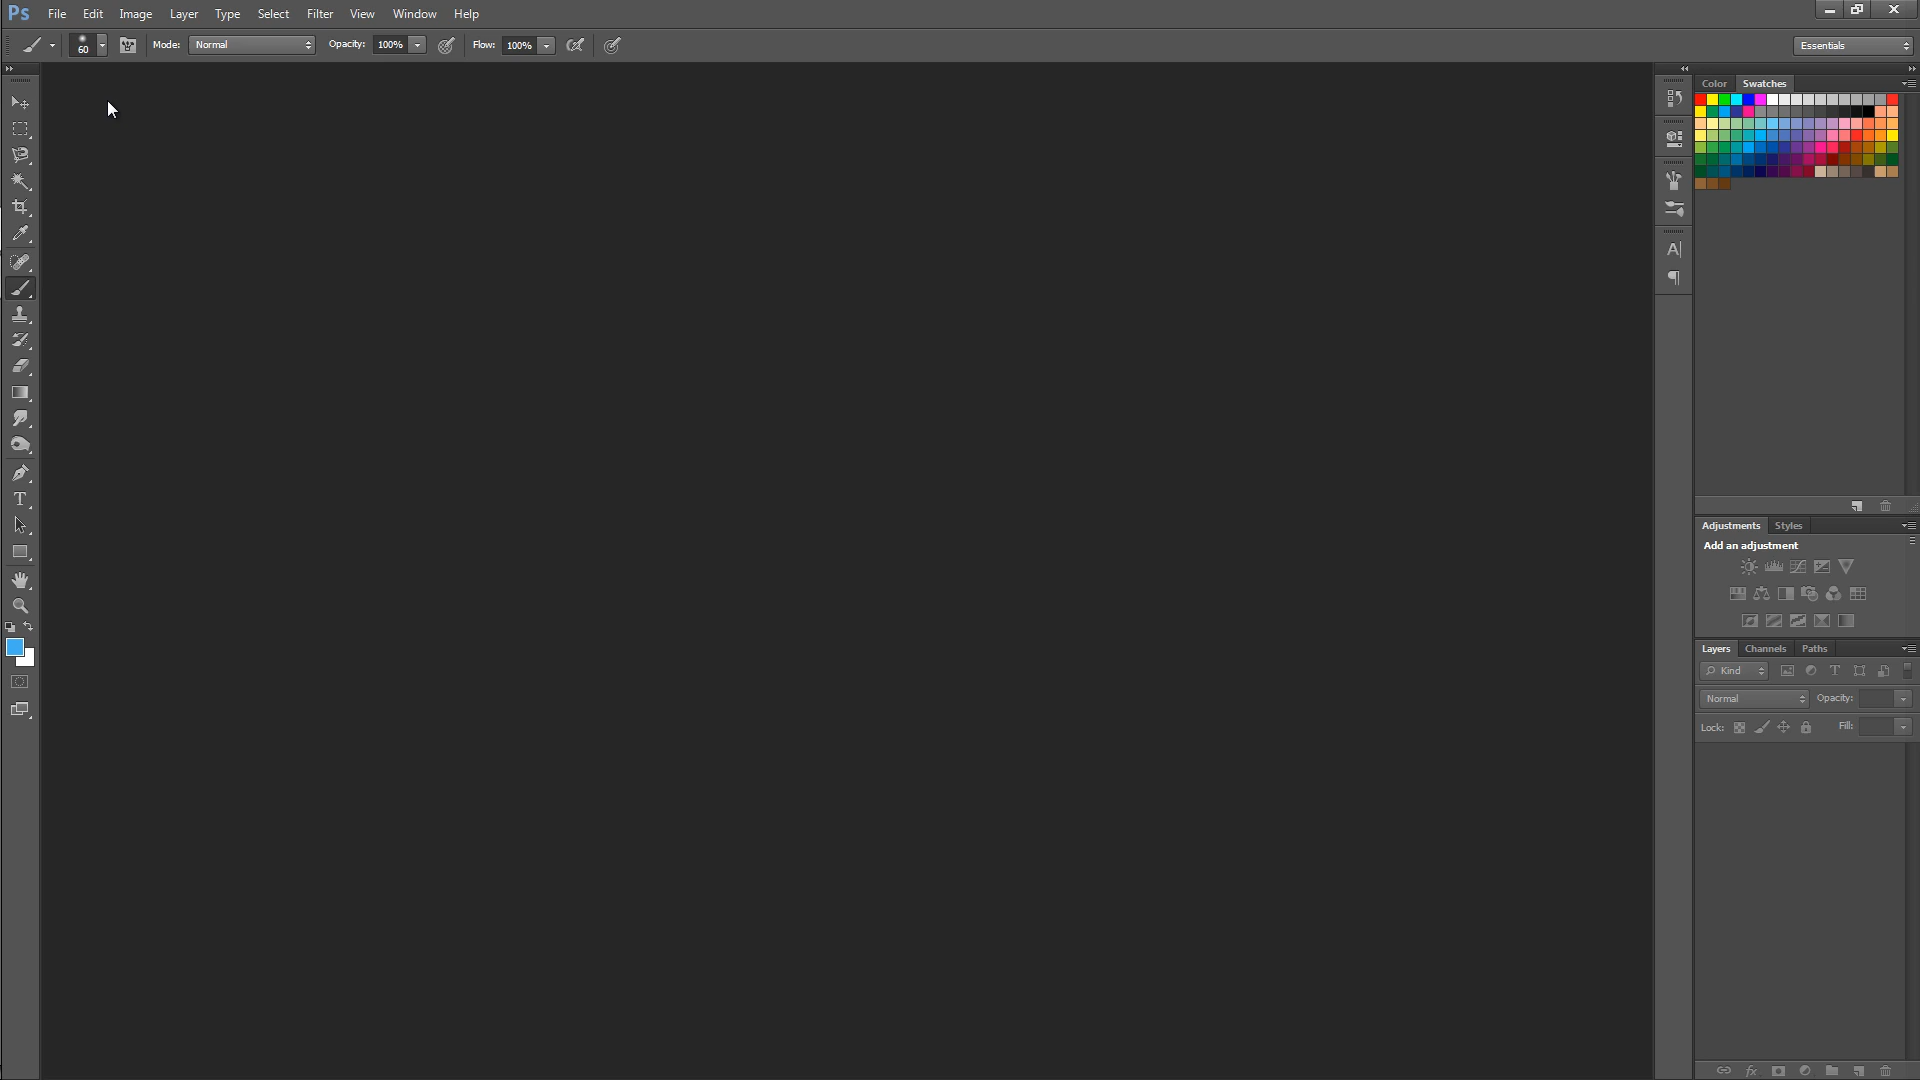 Ps File Edit Image Layer Type Select Filter View Window Help
60 Mode: Normal Opacity: 100% Flow: 100% Essentials
Color Swatches
Adjustments Styles
Add an adjustment
Layers Channels Paths
Kind
Normal Opacity:
Lock: Fill: